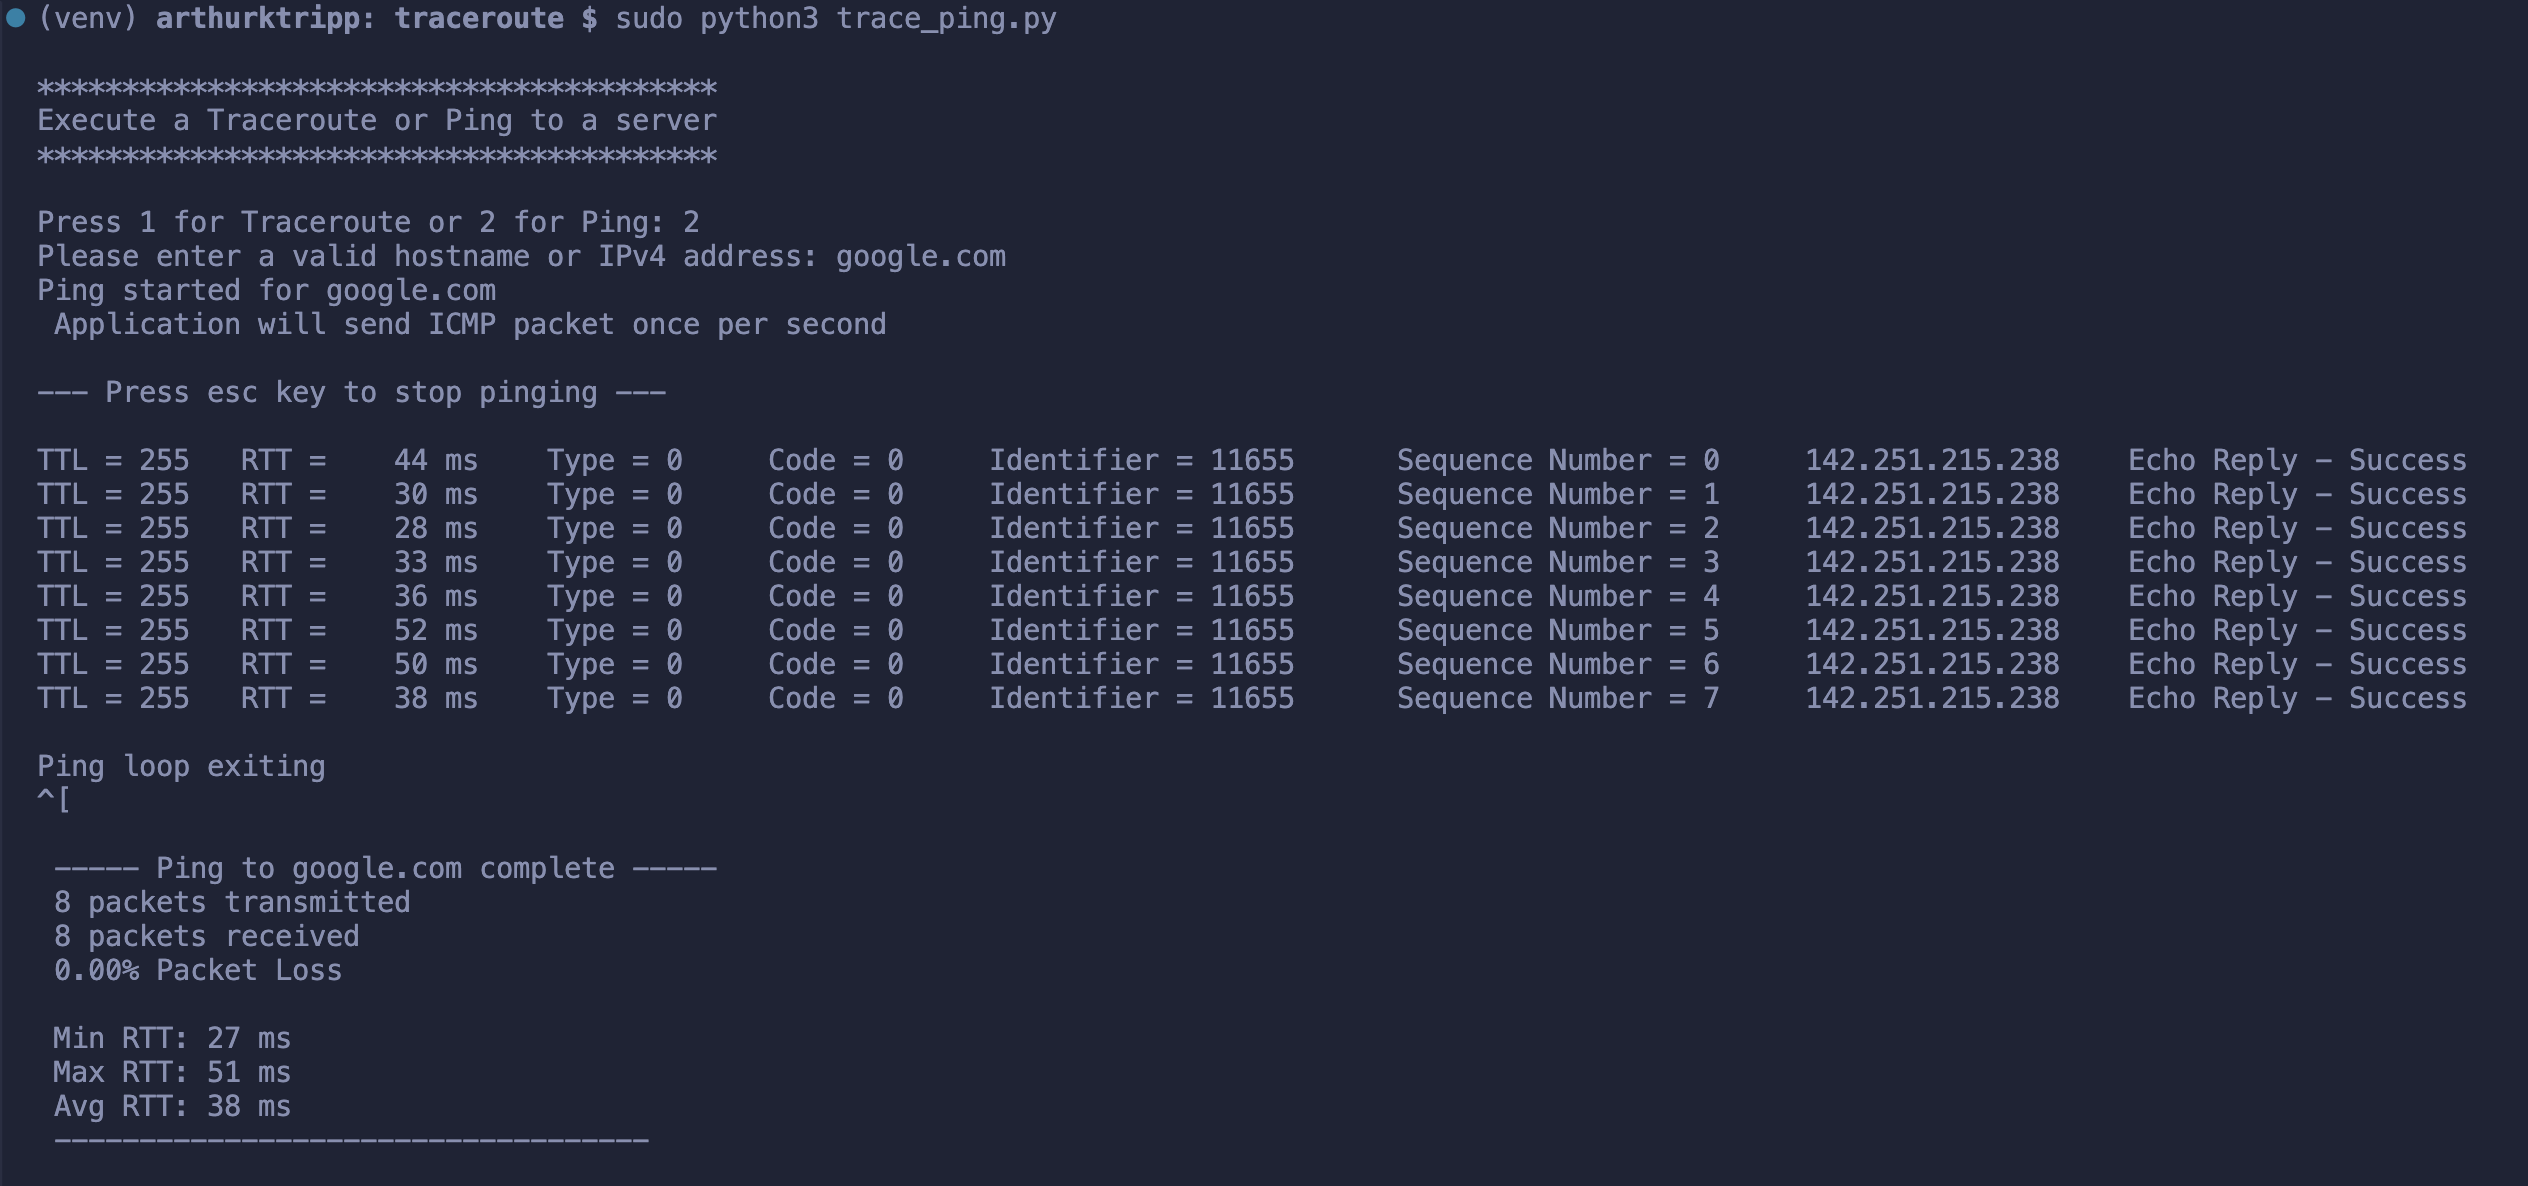 (venv) arthurktripp: traceroute $ sudo python3 trace_ping.py
****************************************
Execute a Traceroute or Ping to a server
****************************************
Press 1 for Traceroute or 2 for Ping: 2
Please enter a valid hostname or IPv4 address: google.com
Ping started for google.com
 Application will send ICMP packet once per second
--- Press esc key to stop pinging ---
TTL = 255   RTT =    44 ms    Type = 0     Code = 0     Identifier = 11655      Sequence Number = 0     142.251.215.238    Echo Reply - Success
TTL = 255   RTT =    30 ms    Type = 0     Code = 0     Identifier = 11655      Sequence Number = 1     142.251.215.238    Echo Reply - Success
TTL = 255   RTT =    28 ms    Type = 0     Code = 0     Identifier = 11655      Sequence Number = 2     142.251.215.238    Echo Reply - Success
TTL = 255   RTT =    33 ms    Type = 0     Code = 0     Identifier = 11655      Sequence Number = 3     142.251.215.238    Echo Reply - Success
TTL = 255   RTT =    36 ms    Type = 0     Code = 0     Identifier = 11655      Sequence Number = 4     142.251.215.238    Echo Reply - Success
TTL = 255   RTT =    52 ms    Type = 0     Code = 0     Identifier = 11655      Sequence Number = 5     142.251.215.238    Echo Reply - Success
TTL = 255   RTT =    50 ms    Type = 0     Code = 0     Identifier = 11655      Sequence Number = 6     142.251.215.238    Echo Reply - Success
TTL = 255   RTT =    38 ms    Type = 0     Code = 0     Identifier = 11655      Sequence Number = 7     142.251.215.238    Echo Reply - Success
Ping loop exiting
^[
 ----- Ping to google.com complete -----
 8 packets transmitted
 8 packets received
 0.00% Packet Loss
 Min RTT: 27 ms
 Max RTT: 51 ms
 Avg RTT: 38 ms
 -----------------------------------